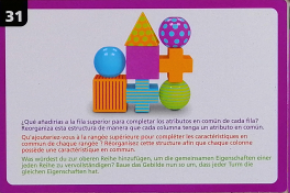 31
¿Qué añadirías a la fila superior para completar los atributos en común de cada fila?
Reorganiza esta estructura de manera que cada columna tenga un atributo en común.
Qu'ajouteriez-vous à la rangée supérieure pour compléter les caractéristiques en
commun de chaque rangée ? Réorganisez cette structure afin que chaque colonne
possède une caractéristique en commun.
Was würdest du zur oberen Reihe hinzufügen, um die gemeinsamen Eigenschaften einer
jeden Reihe zu vervollständigen? Baue das Gebilde nun so um, dass jeder Turm die
gleichen Eigenschaften hat.